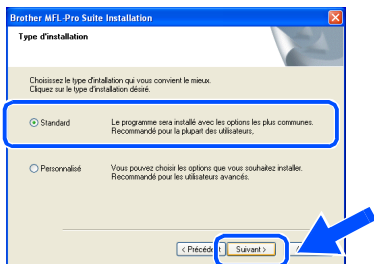 Brother MFL-Pro Suite Installation
Type d'installation
Choisissez le type d'intallation qui vous convient le mieux.
Cliquez sur le type d'installation désiré.
Standard
Le programme sera installé avec les options les plus communes.
Recommandé pour la plupart des utilisateurs,
Personnalisé
Vous pouvez choisir les options que vous souhaitez installer.
Recommandé pour les utilisateurs avancés.
< Précédent
Suivant >